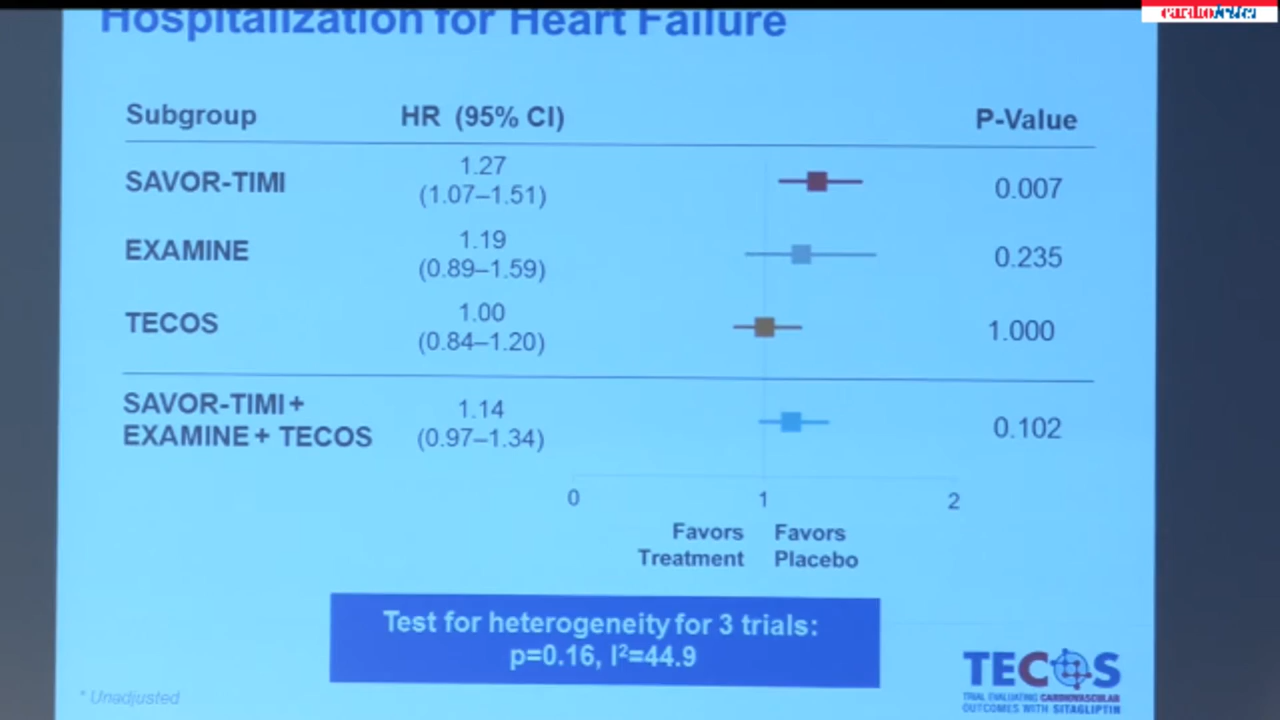 Hospitalization for Heart Failure
Subgroup HR (95% CI) P-Value
SAVOR-TIMI 1.27 (1.07–1.51) 0.007
EXAMINE 1.19 (0.89–1.59) 0.235
TECOS 1.00 (0.84–1.20) 1.000
SAVOR-TIMI + EXAMINE + TECOS 1.14 (0.97–1.34) 0.102
0 1 2
Favors Treatment
Favors Placebo
Test for heterogeneity for 3 trials:
p=0.16, I²=44.9
* Unadjusted
TECOS
TRIAL EVALUATING CARDIOVASCULAR
OUTCOMES WITH SITAGLIPTIN